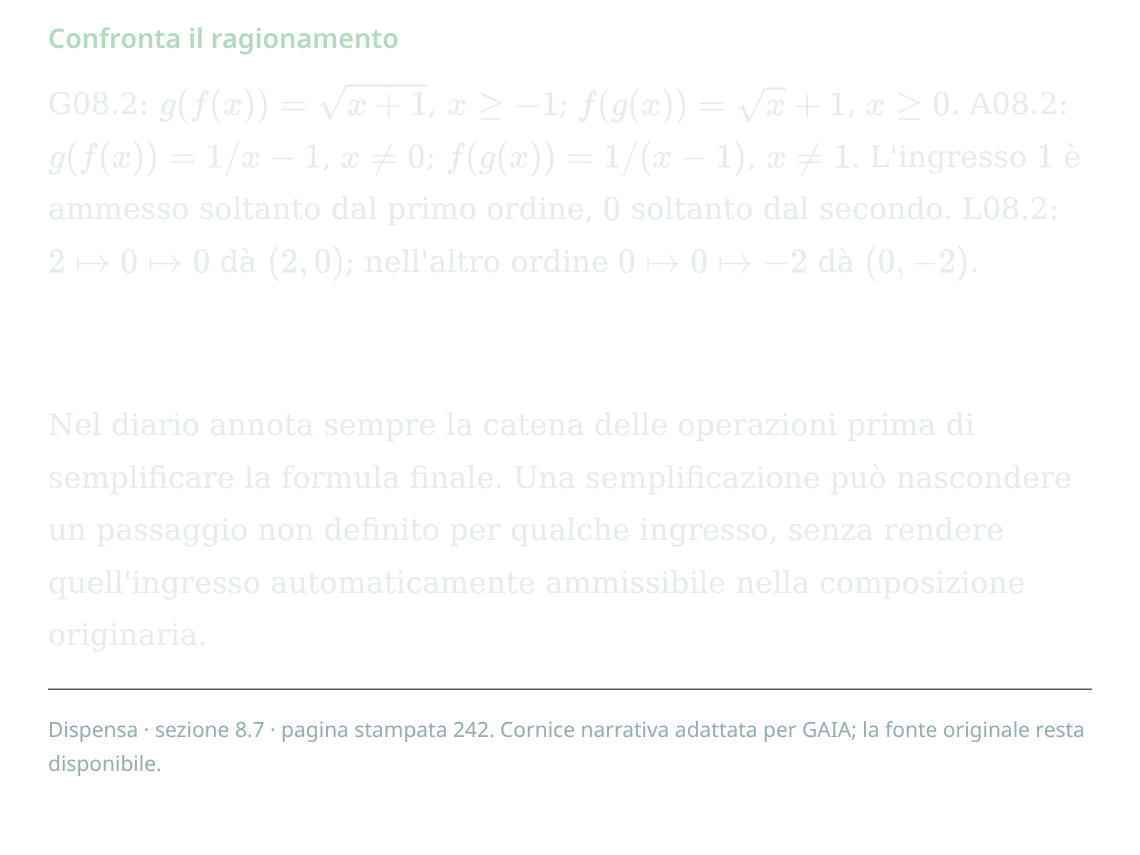 Confronta il ragionamento
G08.2: g(f(x)) = √(x + 1), x ≥ −1; f(g(x)) = √x + 1, x ≥ 0. A08.2:
g(f(x)) = 1/x − 1, x ≠ 0; f(g(x)) = 1/(x − 1), x ≠ 1. L'ingresso 1 è
ammesso soltanto dal primo ordine, 0 soltanto dal secondo. L08.2:
2 ↦ 0 ↦ 0 dà (2, 0); nell'altro ordine 0 ↦ 0 ↦ −2 dà (0, −2).
Nel diario annota sempre la catena delle operazioni prima di
semplificare la formula finale. Una semplificazione può nascondere
un passaggio non definito per qualche ingresso, senza rendere
quell'ingresso automaticamente ammissibile nella composizione
originaria.
Dispensa · sezione 8.7 · pagina stampata 242. Cornice narrativa adattata per GAIA; la fonte originale resta
disponibile.